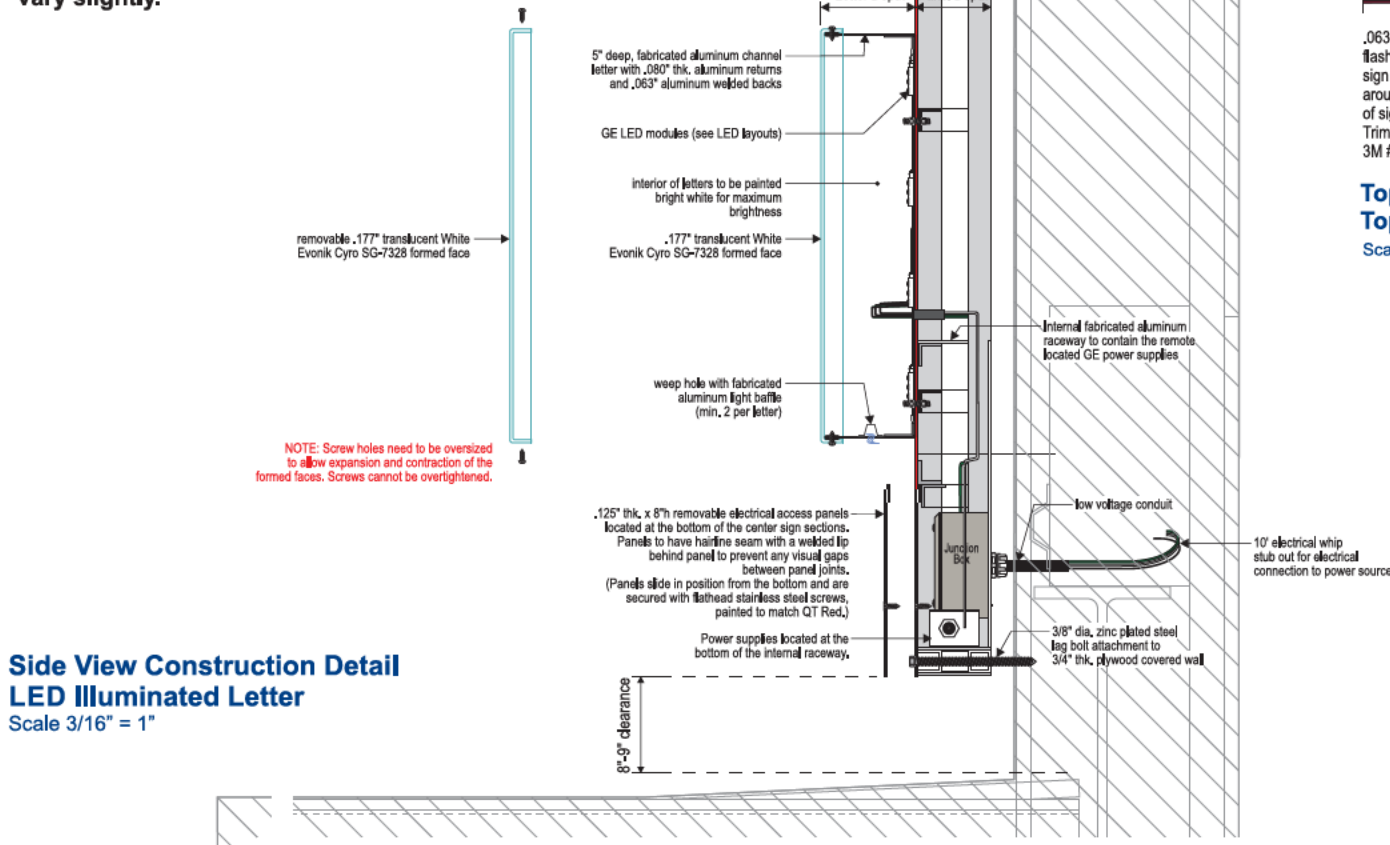 vary slightly.
5" deep, fabricated aluminum channel
letter with .080" thk. aluminum returns
and .063" aluminum welded backs
GE LED modules (see LED layouts)
interior of letters to be painted
bright white for maximum
brightness
removable .177" translucent White
Evonik Cyro SG-7328 formed face
.177" translucent White
Evonik Cyro SG-7328 formed face
Internal fabricated aluminum
raceway to contain the remote
located GE power supplies
weep hole with fabricated
aluminum light baffle
(min. 2 per letter)
NOTE: Screw holes need to be oversized
to allow expansion and contraction of the
formed faces. Screws cannot be overtightened.
.125" thk. x 8"h removable electrical access panels
located at the bottom of the center sign sections.
Panels to have hairline seam with a welded lip
behind panel to prevent any visual gaps
between panel joints.
(Panels slide in position from the bottom and are
secured with flathead stainless steel screws,
painted to match QT Red.)
Junction
Box
low voltage conduit
10' electrical whip
stub out for electrical
connection to power source
Power supplies located at the
bottom of the internal raceway.
3/8" dia. zinc plated steel
lag bolt attachment to
3/4" thk. plywood covered wall
8"-9" clearance
Side View Construction Detail
LED Illuminated Letter
Scale 3/16" = 1"
.063
flash
sign
arou
of si
Trim
3M #
Top
Top
Sca